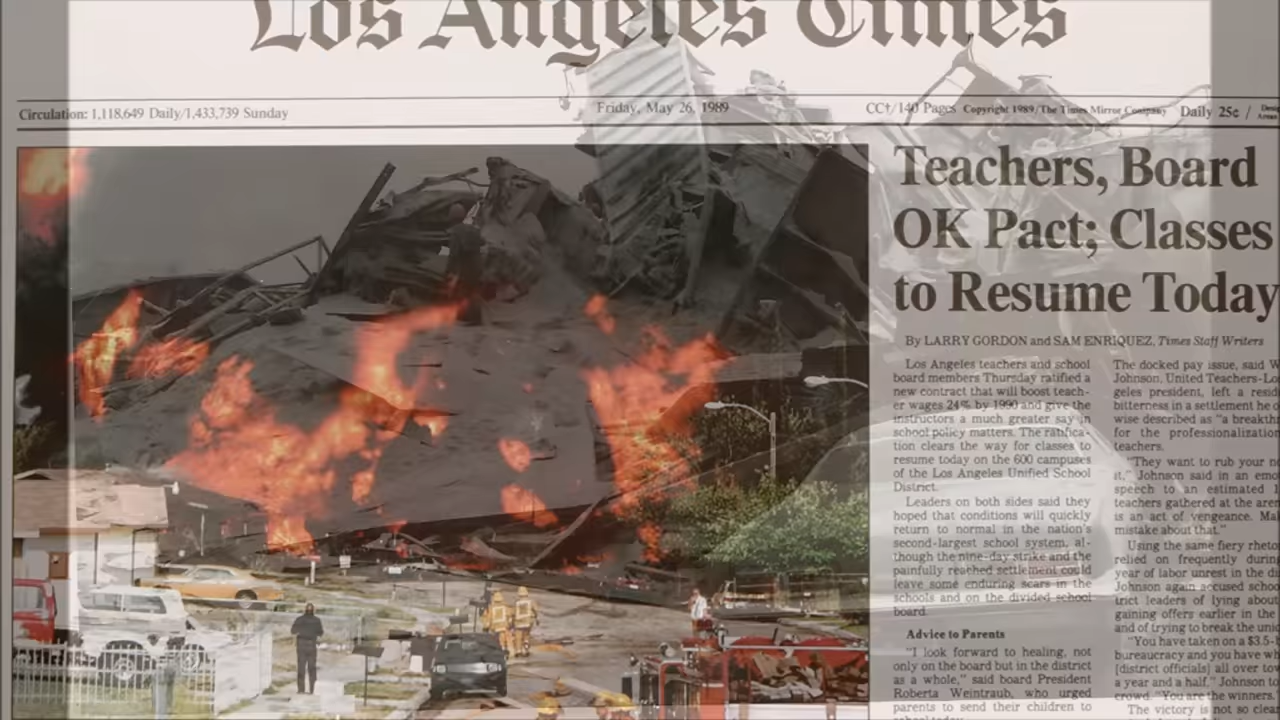 Los Angeles Times
Circulation: 1,118,649 Daily/1,433,739 Sunday
Friday, May 26, 1989
CC†/140 Pages
Copyright 1989/The Times Mirror Company
Daily 25¢ /
Teachers, Board
OK Pact; Classes
to Resume Today
By LARRY GORDON and SAM ENRIQUEZ, Times Staff Writers
Los Angeles teachers and school
board members Thursday ratified a
new contract that will boost teach-
er wages 24% by 1990 and give the
instructors a much greater say in
school policy matters. The ratifica-
tion clears the way for classes to
resume today on the 600 campuses
of the Los Angeles Unified School
District.
Leaders on both sides said they
hoped that conditions will quickly
return to normal in the nation's
second-largest school system, al-
though the nine-day strike and the
painfully reached settlement could
leave some enduring scars in the
schools and on the divided school
board.
Advice to Parents
"I look forward to healing, not
only on the board but in the district
as a whole," said board President
Roberta Weintraub, who urged
parents to send their children to
school today.
The docked pay issue, said W
Johnson, United Teachers-Lo
geles president, left a resid
bitterness in a settlement he o
wise described as "a breakth
for the professionalization
teachers.
"They want to rub your n
it," Johnson said in an emo
speech to an estimated 1
teachers gathered at the aren
is an act of vengeance. Mak
mistake about that."
Using the same fiery rheto
relied on frequently during
year of labor unrest in the di
Johnson again accused schoo
trict leaders of lying about
gaining offers earlier in the
and of trying to break the unio
"You have taken on a $3.5-
bureaucracy and you have wh
[district officials] all over tow
a year and a half," Johnson to
crowd. "You are the winners.
The victory is not so clear